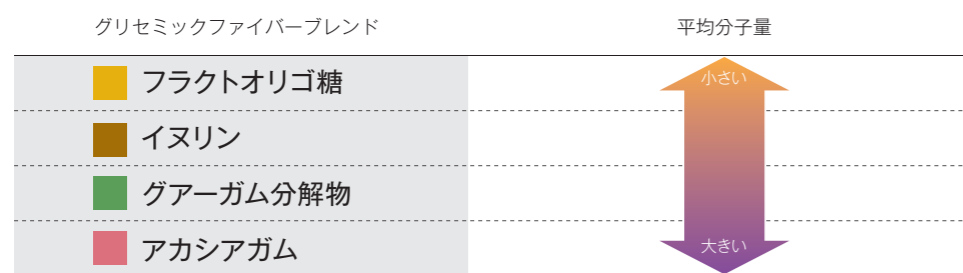 グリセミックファイバーブレンド 平均分子量
フラクトオリゴ糖 小さい
イヌリン
グアーガム分解物
アカシアガム 大きい